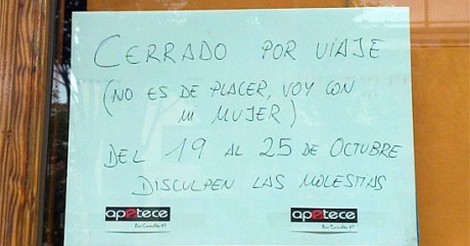 CERRADO POR VIAJE
(NO ES DE PLACER, VOY CON
MI MUJER)
DEL 19 AL 25 DE OCTUBRE
DISCULPEN LAS MOLESTIAS
apetece apetece